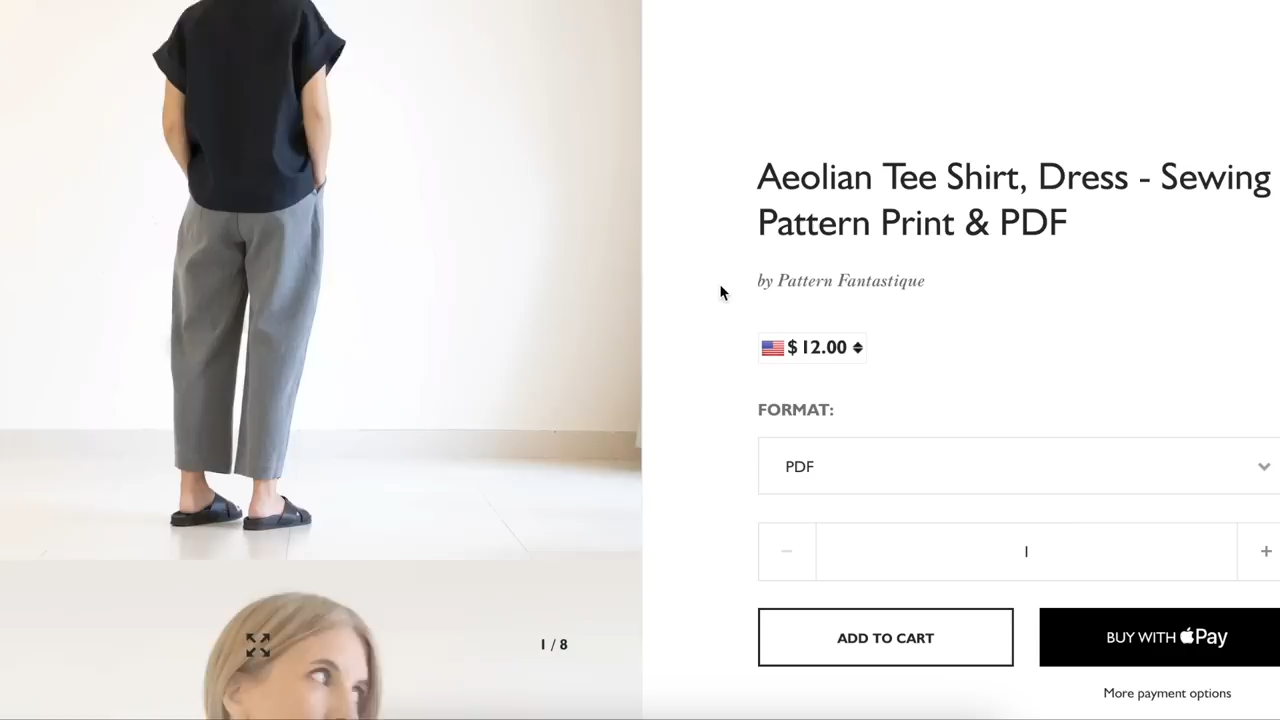 Aeolian Tee Shirt, Dress - Sewing
Pattern Print & PDF
by Pattern Fantastique
$ 12.00
FORMAT:
PDF
1
ADD TO CART
BUY WITH Pay
More payment options
1 / 8